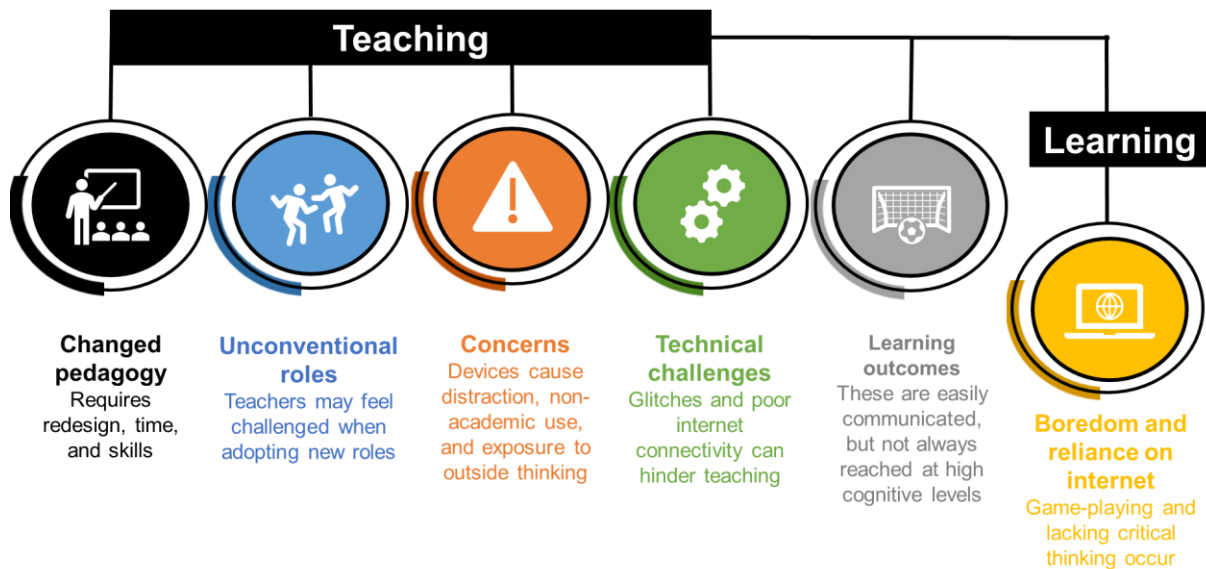 Teaching
Learning
Changed
pedagogy
Requires
redesign, time,
and skills
Unconventional
roles
Teachers may feel
challenged when
adopting new roles
Concerns
Devices cause
distraction, non-
academic use,
and exposure to
outside thinking
Technical
challenges
Glitches and poor
internet
connectivity can
hinder teaching
Learning
outcomes
These are easily
communicated,
but not always
reached at high
cognitive levels
Boredom and
reliance on
internet
Game-playing and
lacking critical
thinking occur